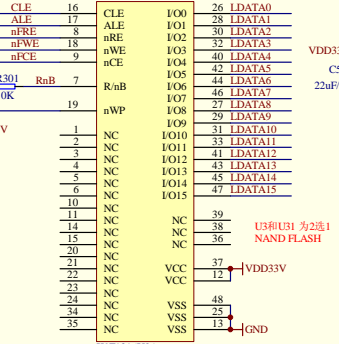 CLE 16 CLE I/O0 26 LDATA0
ALE 17 ALE I/O1 28 LDATA1
nFRE 8 nRE I/O2 30 LDATA2
nFWE 18 nWE I/O3 32 LDATA3 VDD33
nFCE 9 nCE I/O4 40 LDATA4
I/O5 42 LDATA5
R301 RnB 7 R/nB I/O6 44 LDATA6 22uF/
0K I/O7 46 LDATA7
19 nWP I/O8 27 LDATA8
I/O9 29 LDATA9
V 1 NC I/O10 31 LDATA10
2 NC I/O11 33 LDATA11
3 NC I/O12 41 LDATA12
4 NC I/O13 43 LDATA13
5 NC I/O14 45 LDATA14
6 NC I/O15 47 LDATA15
10 NC
11 NC NC 39
14 NC NC 38 U3和U31 为2选1
15 NC NC 36 NAND FLASH
20 NC
21 NC VCC 37 VDD33V
22 NC VCC 12
23 NC
24 NC VSS 48
34 NC VSS 25
35 NC VSS 13 GND